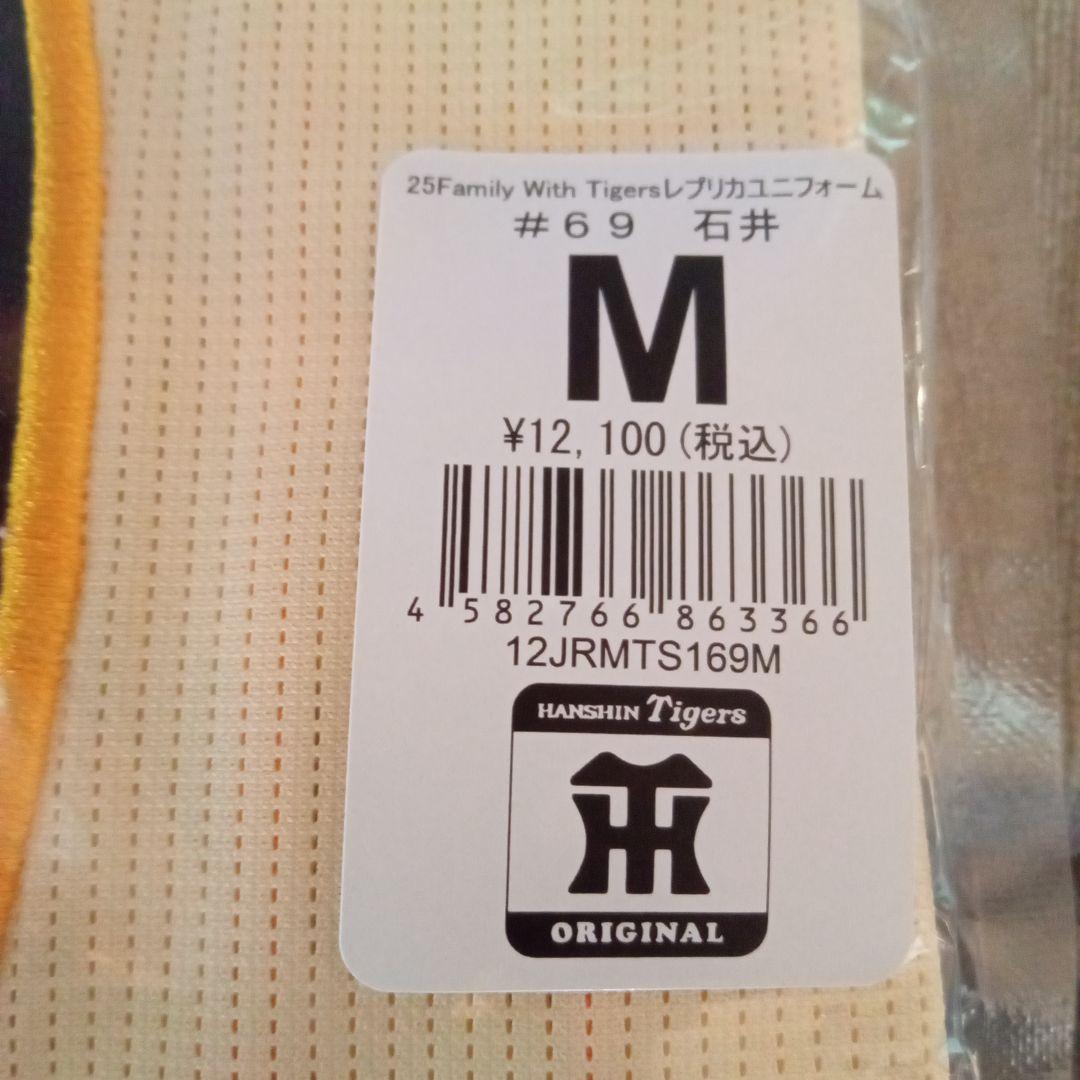 25Family With Tigersレプリカユニフォーム
＃６９　石井
M
¥12,100(税込)
4 582766 863366
12JRMTS169M
HANSHIN Tigers
TH
ORIGINAL